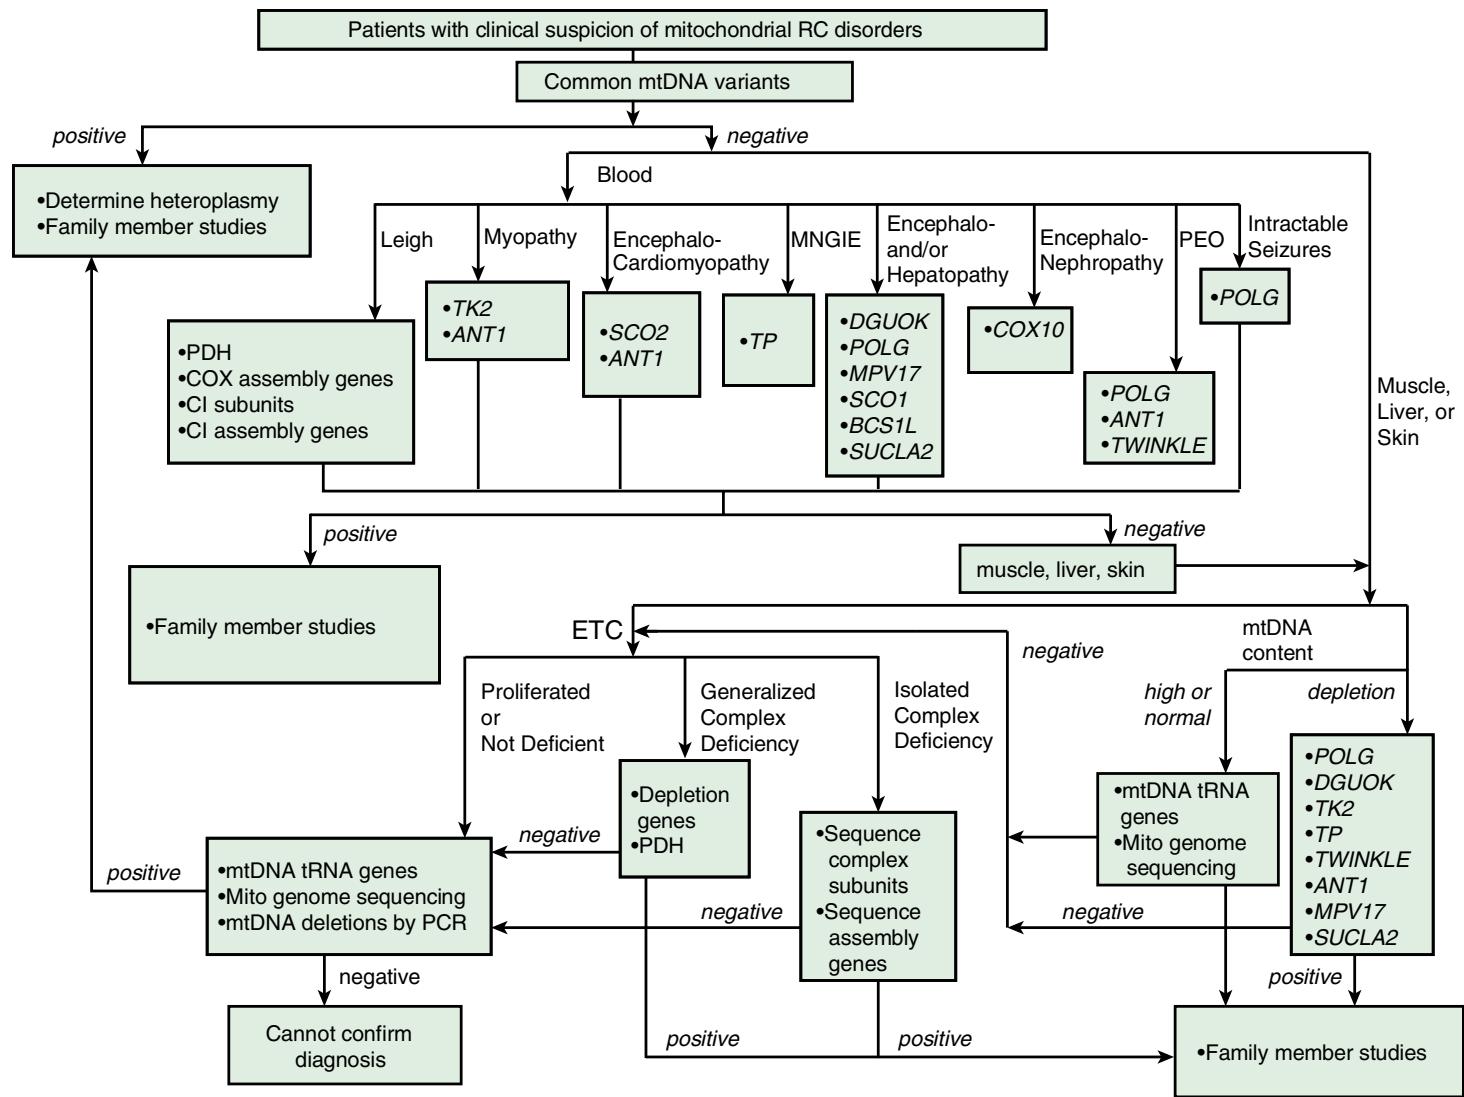 Patients with clinical suspicion of mitochondrial RC disorders
Common mtDNA variants
positive
negative
•Determine heteroplasmy
•Family member studies
Blood
Leigh
Myopathy
Encephalo-
Cardiomyopathy
MNGIE
Encephalo-
and/or
Hepatopathy
Encephalo-
Nephropathy
PEO
Intractable
Seizures
•PDH
•COX assembly genes
•CI subunits
•CI assembly genes
•TK2
•ANT1
•SCO2
•ANT1
•TP
•DGUOK
•POLG
•MPV17
•SCO1
•BCS1L
•SUCLA2
•COX10
•POLG
•ANT1
•TWINKLE
•POLG
Muscle,
Liver, or
Skin
positive
negative
•Family member studies
muscle, liver, skin
ETC
negative
mtDNA
content
high or
normal
depletion
Proliferated
or
Not Deficient
Generalized
Complex
Deficiency
Isolated
Complex
Deficiency
•Depletion
genes
•PDH
•Sequence
complex
subunits
•Sequence
assembly
genes
•mtDNA tRNA
genes
•Mito genome
sequencing
•POLG
•DGUOK
•TK2
•TP
•TWINKLE
•ANT1
•MPV17
•SUCLA2
negative
negative
negative
positive
•mtDNA tRNA genes
•Mito genome sequencing
•mtDNA deletions by PCR
negative
Cannot confirm
diagnosis
positive
positive
positive
•Family member studies